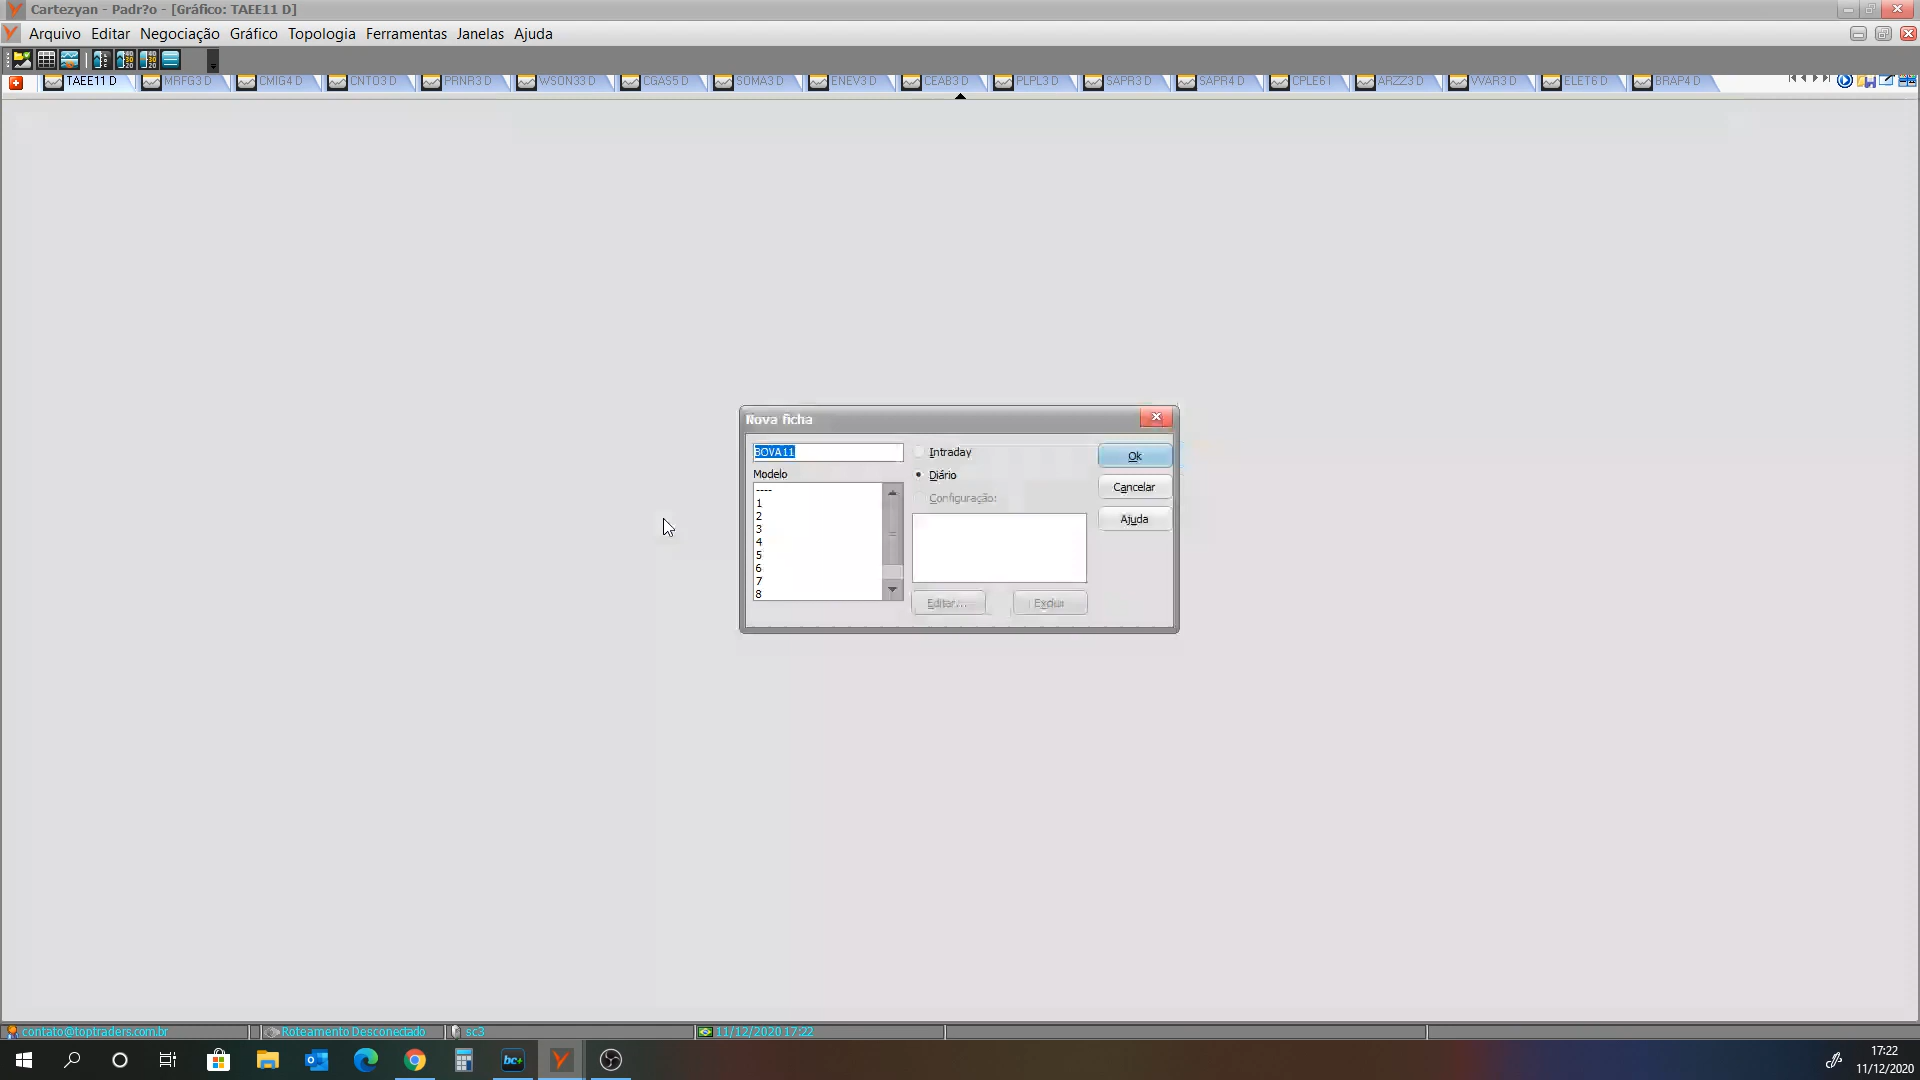 Cartezyan - Padr?o - [Gráfico: TAEE11 D]
Arquivo Editar Negociação Gráfico Topologia Ferramentas Janelas Ajuda
TAEE11 D MRFG3 D CMIG4 D CNTO3 D PRNR3 D WSON33 D CGAS5 D SOMA3 D ENEV3 D CEAB3 D PLPL3 D SAPR3 D SAPR4 D CPLE6 I ARZZ3 D VVAR3 D ELET6 D BRAP4 D
Nova ficha
BOVA11
Intraday
Ok
Modelo
Diário
----
Cancelar
1
Configuração:
2
Ajuda
3
4
5
6
7
8
Editar...
Excluir
contato@toptraders.com.br
Roteamento Desconectado
sc3
11/12/2020 17:22
bc+
17:22
11/12/2020